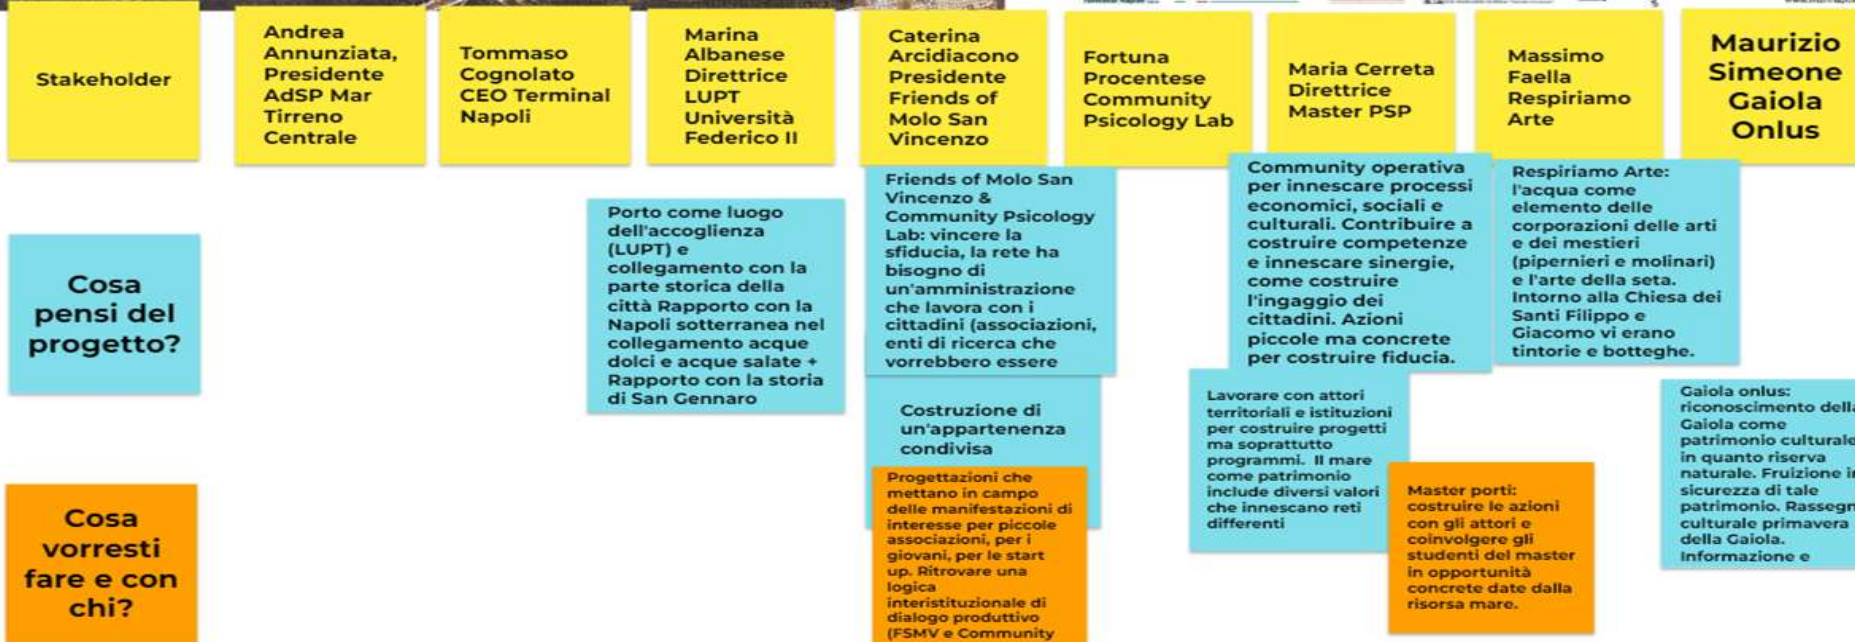 Stakeholder
Andrea
Annunziata,
Presidente
AdSP Mar
Tirreno
Centrale
Tommaso
Cognolato
CEO Terminal
Napoli
Marina
Albanese
Direttrice
LUPT
Università
Federico II
Caterina
Arcidiacono
Presidente
Friends of
Molo San
Vincenzo
Fortuna
Procentese
Community
Psicology Lab
Maria Cerreta
Direttrice
Master PSP
Massimo
Faella
Respiriamo
Arte
Maurizio
Simeone
Gaiola
Onlus
Cosa
pensi del
progetto?
Porto come luogo
dell'accoglienza
(LUPT) e
collegamento con la
parte storica della
città Rapporto con la
Napoli sotterranea nel
collegamento acque
dolci e acque salate +
Rapporto con la storia
di San Gennaro
Friends of Molo San
Vincenzo &
Community Psicology
Lab: vincere la
sfiducia, la rete ha
bisogno di
un'amministrazione
che lavora con i
cittadini (associazioni,
enti di ricerca che
vorrebbero essere
Costruzione di
un'appartenenza
condivisa
Community operativa
per innescare processi
economici, sociali e
culturali. Contribuire a
costruire competenze
e innescare sinergie,
come costruire
l'ingaggio dei
cittadini. Azioni
piccole ma concrete
per costruire fiducia.
Lavorare con attori
territoriali e istituzioni
per costruire progetti
ma soprattutto
programmi. Il mare
come patrimonio
include diversi valori
che innescano reti
differenti
Respiriamo Arte:
l'acqua come
elemento delle
corporazioni delle arti
e dei mestieri
(pipernieri e molinari)
e l'arte della seta.
Intorno alla Chiesa dei
Santi Filippo e
Giacomo vi erano
tintorie e botteghe.
Gaiola onlus:
riconoscimento della
Gaiola come
patrimonio culturale
in quanto riserva
naturale. Fruizione in
sicurezza di tale
patrimonio. Rassegn
culturale primavera
della Gaiola.
Informazione e
Cosa
vorresti
fare e con
chi?
Progettazioni che
mettano in campo
delle manifestazioni di
interesse per piccole
associazioni, per i
giovani, per le start
up. Ritrovare una
logica
interistituzionale di
dialogo produttivo
(FSMV e Community
Master porti:
costruire le azioni
con gli attori e
coinvolgere gli
studenti del master
in opportunità
concrete date dalla
risorsa mare.